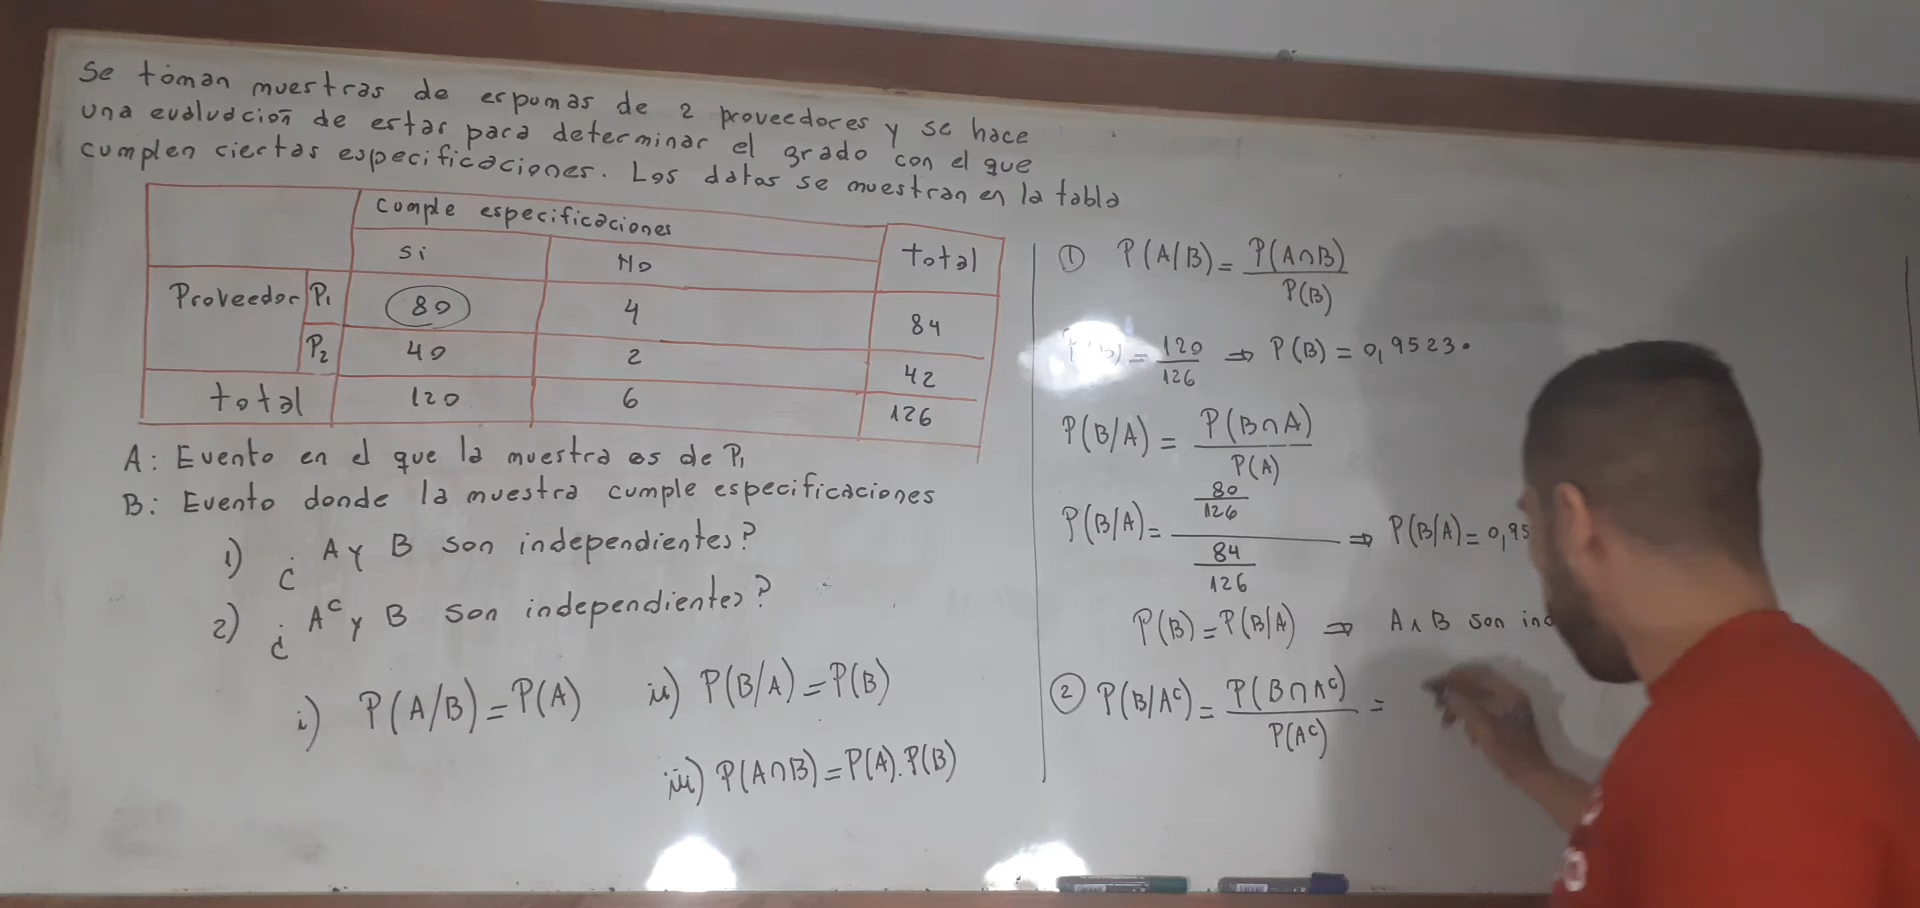 Se toman muestras de espumas de 2 proveedores y se hace
una evaluación de estas para determinar el grado con el que
cumplen ciertas especificaciones. Los datos se muestran en la tabla
cumple especificaciones
Si No total
Proveedor P₁ 80 4 84
P₂ 40 2 42
total 120 6 126
A: Evento en el que la muestra es de P₁
B: Evento donde la muestra cumple especificaciones
1) ¿A y B son independientes?
2) ¿Aᶜ y B son independientes?
i) P(A/B)=P(A) ii) P(B/A)=P(B)
iii) P(A∩B)=P(A).P(B)
① P(A/B)= P(A∩B) / P(B)
= 120/126 ⇒ P(B)=0,9523.
P(B/A)= P(B∩A) / P(A)
P(B/A)= 80/126 / 84/126 ⇒ P(B/A)=0,95
P(B)=P(B/A) ⇒ A∧B son
② P(B/Aᶜ)= P(B∩Aᶜ) / P(Aᶜ) =